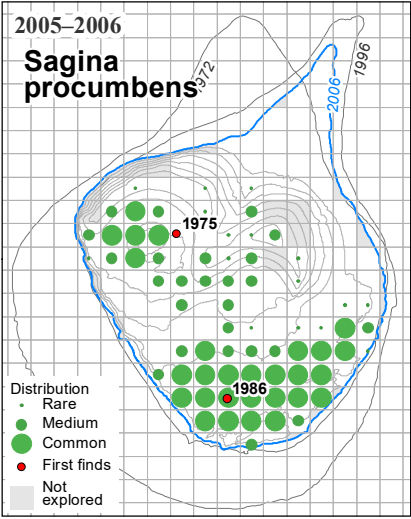 2005–2006
Sagina
procumbens
1972
1996
2006
1975
1986
Distribution
Rare
Medium
Common
First finds
Not
explored